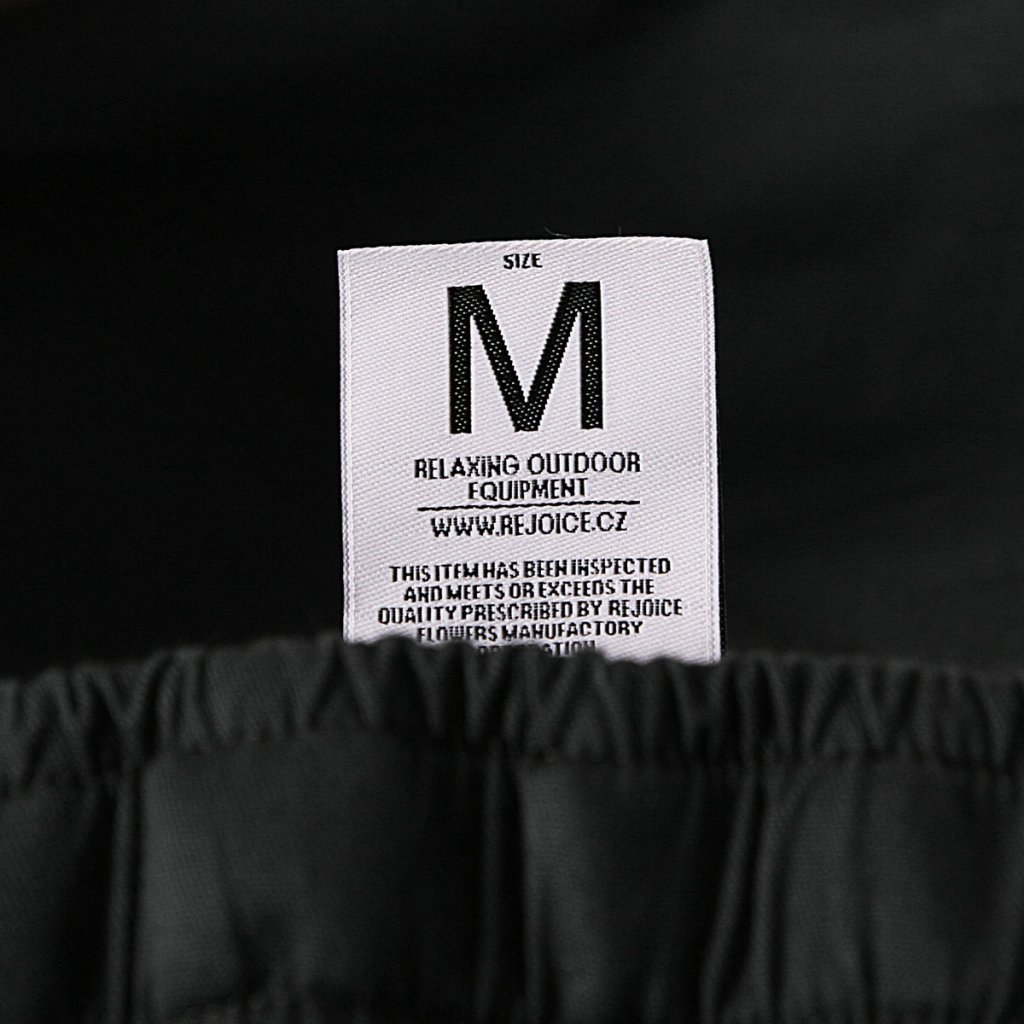 SIZE
M
RELAXING OUTDOOR
EQUIPMENT
WWW.REJOICE.CZ
THIS ITEM HAS BEEN INSPECTED
AND MEETS OR EXCEEDS THE
QUALITY PRESCRIBED BY REJOICE
FLOWERS MANUFACTORY